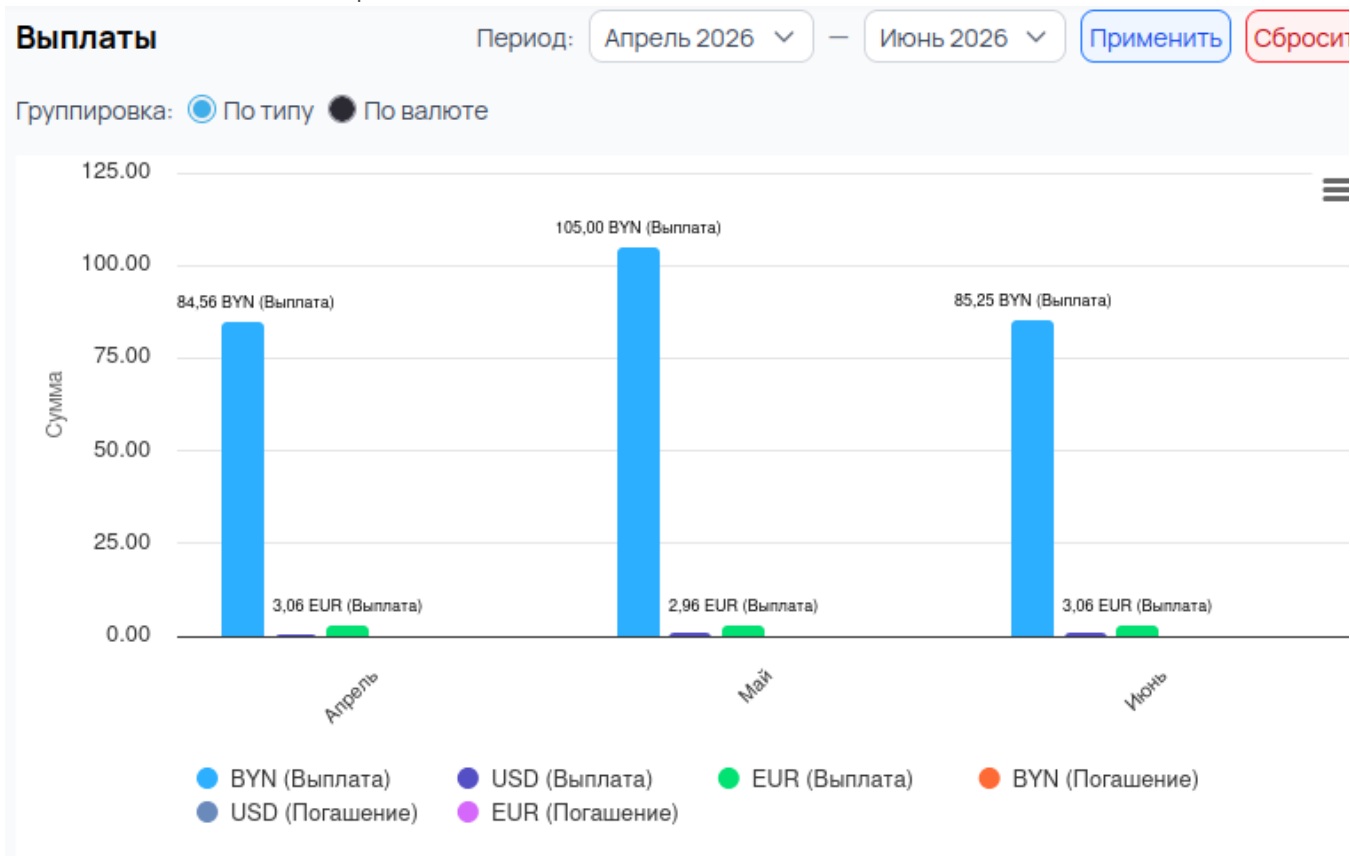 Выплаты Период: Апрель 2026 — Июнь 2026 Применить Сбросит
Группировка: По типу По валюте
125.00
105,00 BYN (Выплата)
100.00
84,56 BYN (Выплата) 85,25 BYN (Выплата)
75.00
Сумма
50.00
25.00
3,06 EUR (Выплата) 2,96 EUR (Выплата) 3,06 EUR (Выплата)
0.00
Апрель Май Июнь
BYN (Выплата) USD (Выплата) EUR (Выплата) BYN (Погашение)
USD (Погашение) EUR (Погашение)